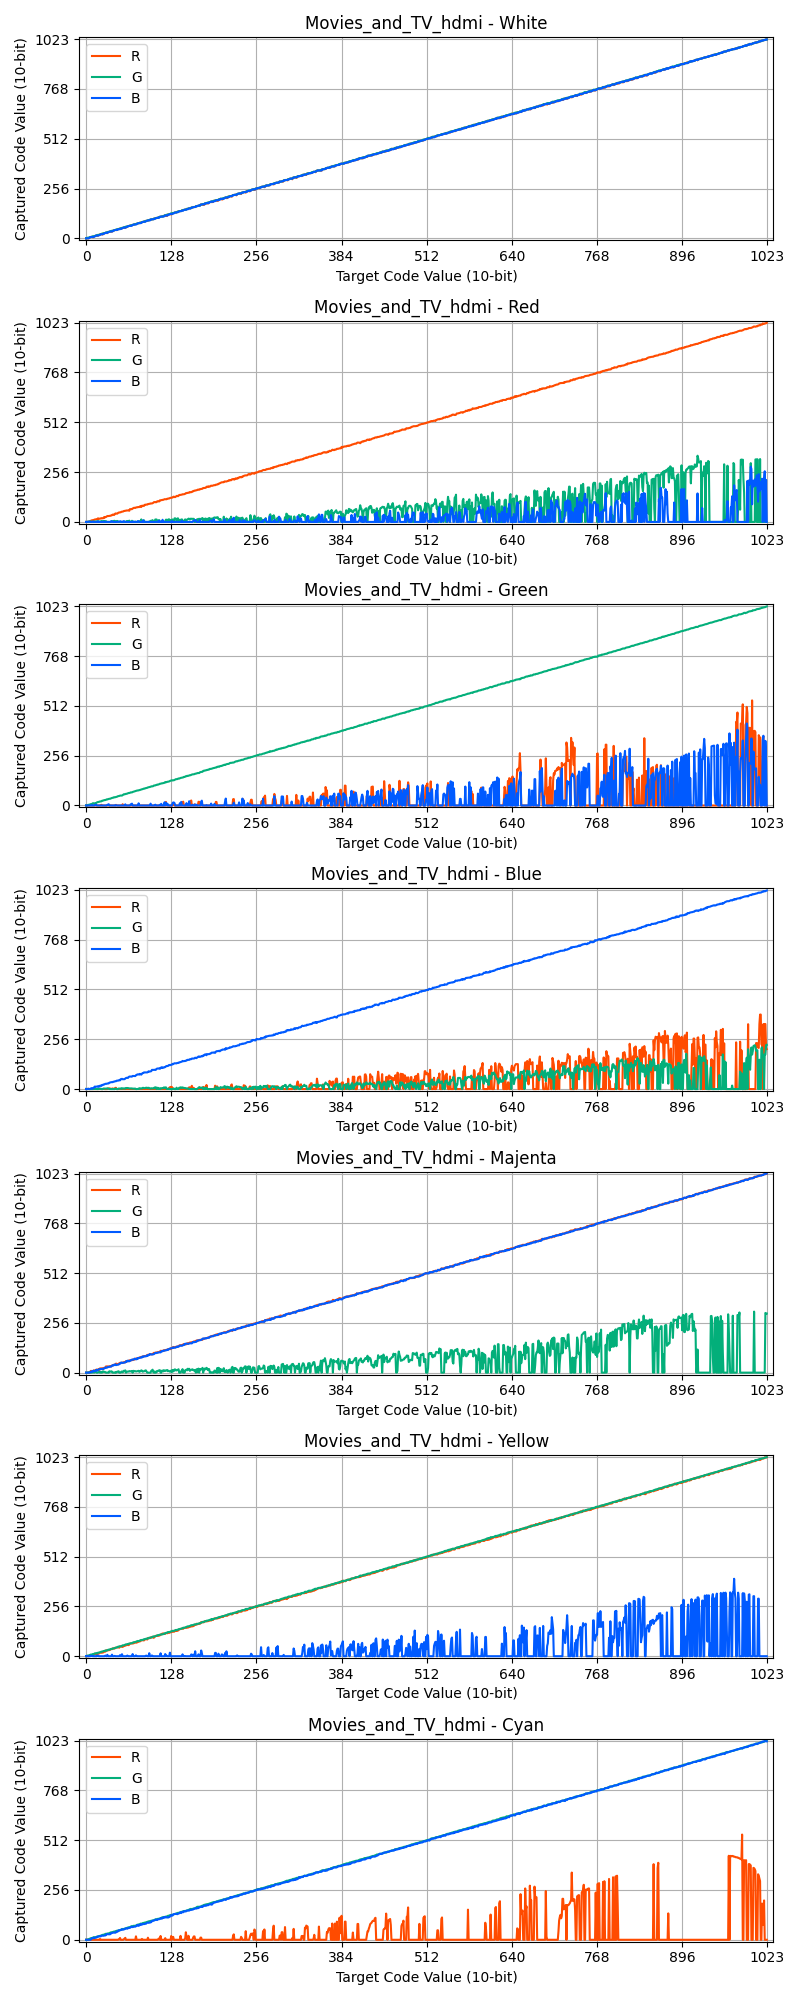 Movies_and_TV_hdmi - White
Captured Code Value (10-bit)
1023
768
512
256
0
R
G
B
0 128 256 384 512 640 768 896 1023
Target Code Value (10-bit)
Movies_and_TV_hdmi - Red
Captured Code Value (10-bit)
1023
768
512
256
0
R
G
B
0 128 256 384 512 640 768 896 1023
Target Code Value (10-bit)
Movies_and_TV_hdmi - Green
Captured Code Value (10-bit)
1023
768
512
256
0
R
G
B
0 128 256 384 512 640 768 896 1023
Target Code Value (10-bit)
Movies_and_TV_hdmi - Blue
Captured Code Value (10-bit)
1023
768
512
256
0
R
G
B
0 128 256 384 512 640 768 896 1023
Target Code Value (10-bit)
Movies_and_TV_hdmi - Majenta
Captured Code Value (10-bit)
1023
768
512
256
0
R
G
B
0 128 256 384 512 640 768 896 1023
Target Code Value (10-bit)
Movies_and_TV_hdmi - Yellow
Captured Code Value (10-bit)
1023
768
512
256
0
R
G
B
0 128 256 384 512 640 768 896 1023
Target Code Value (10-bit)
Movies_and_TV_hdmi - Cyan
Captured Code Value (10-bit)
1023
768
512
256
0
R
G
B
0 128 256 384 512 640 768 896 1023
Target Code Value (10-bit)